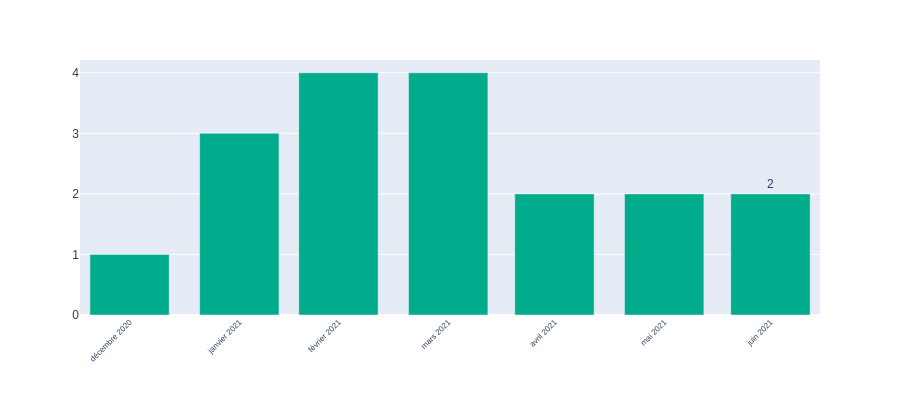 4
3
2
2
1
0
décembre 2020
janvier 2021
février 2021
mars 2021
avril 2021
mai 2021
juin 2021